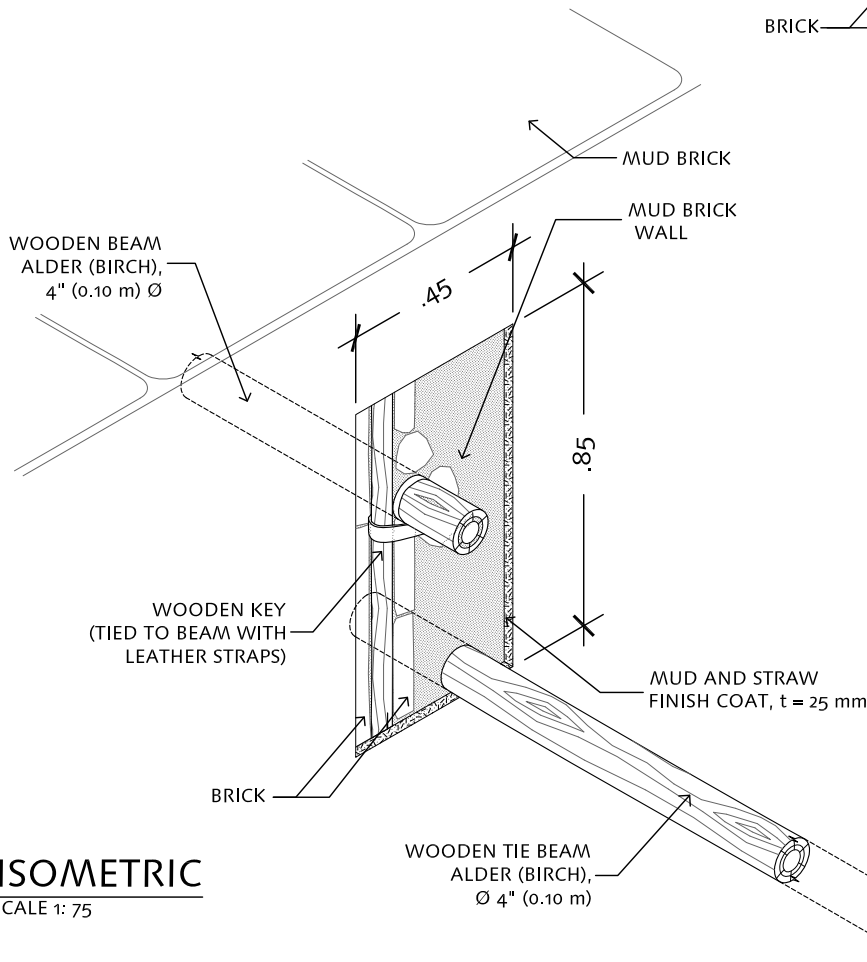 BRICK
MUD BRICK
MUD BRICK
WALL
WOODEN BEAM
ALDER (BIRCH),
4" (0.10 m) Ø
.45
.85
WOODEN KEY
(TIED TO BEAM WITH
LEATHER STRAPS)
MUD AND STRAW
FINISH COAT, t = 25 mm
BRICK
WOODEN TIE BEAM
ALDER (BIRCH),
Ø 4" (0.10 m)
ISOMETRIC
CALE 1: 75